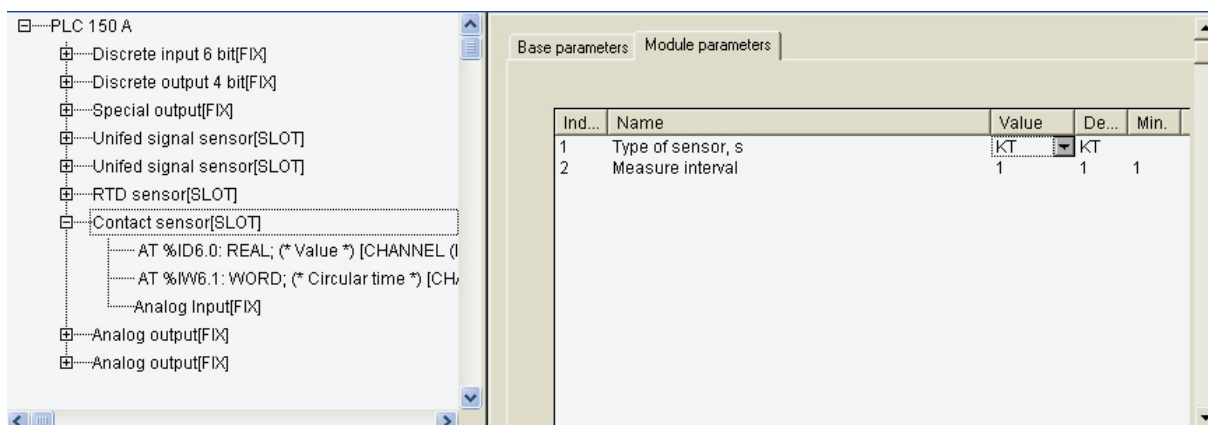 PLC 150 A
Discrete input 6 bit[FIX]
Discrete output 4 bit[FIX]
Special output[FIX]
Unifed signal sensor[SLOT]
Unifed signal sensor[SLOT]
RTD sensor[SLOT]
Contact sensor[SLOT]
AT %ID6.0: REAL; (* Value *) [CHANNEL (I
AT %IW6.1: WORD; (* Circular time *) [CHA
Analog Input[FIX]
Analog output[FIX]
Analog output[FIX]
Base parameters Module parameters
Ind... Name Value De... Min.
1 Type of sensor, s KT KT
2 Measure interval 1 1 1